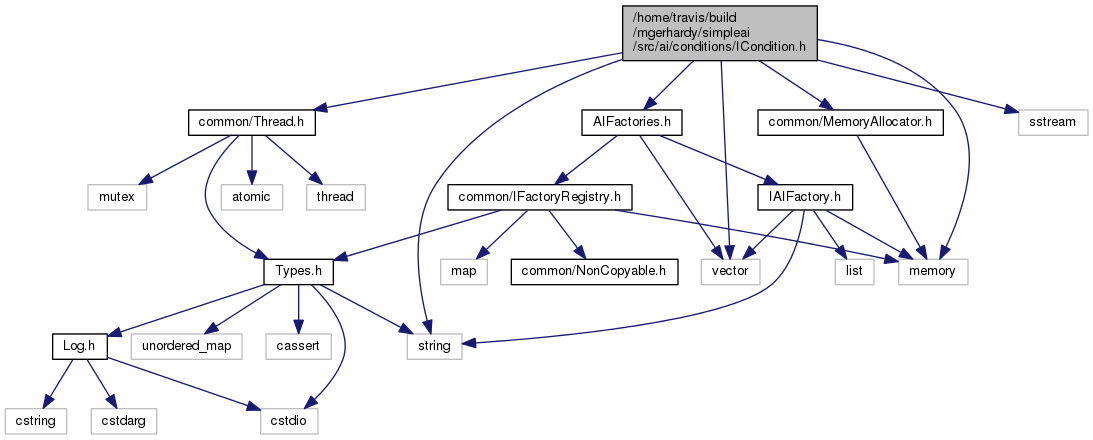 /home/travis/build
/mgerhardy/simpleai
/src/ai/conditions/ICondition.h
common/Thread.h
AIFactories.h
common/MemoryAllocator.h
sstream
mutex
atomic
thread
common/IFactoryRegistry.h
IAIFactory.h
Types.h
map
common/NonCopyable.h
vector
list
memory
Log.h
unordered_map
cassert
string
cstring
cstdarg
cstdio